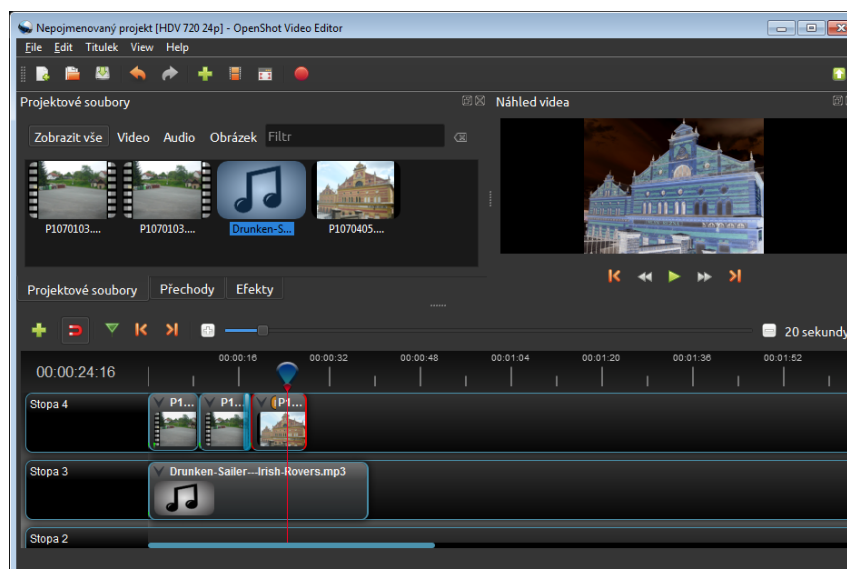 Nepojmenovaný projekt [HDV 720 24p] - OpenShot Video Editor
File Edit Titulek View Help
Projektové soubory
Náhled videa
Zobrazit vše Video Audio Obrázek Filtr
P1070103.... P1070103.... Drunken-S... P1070405....
Projektové soubory Přechody Efekty
20 sekundy
00:00:24:16
00:00:16 00:00:32 00:00:48 00:01:04 00:01:20 00:01:36 00:01:52
Stopa 4
P1... P1... (P1...
Stopa 3
Drunken-Sailer---Irish-Rovers.mp3
Stopa 2